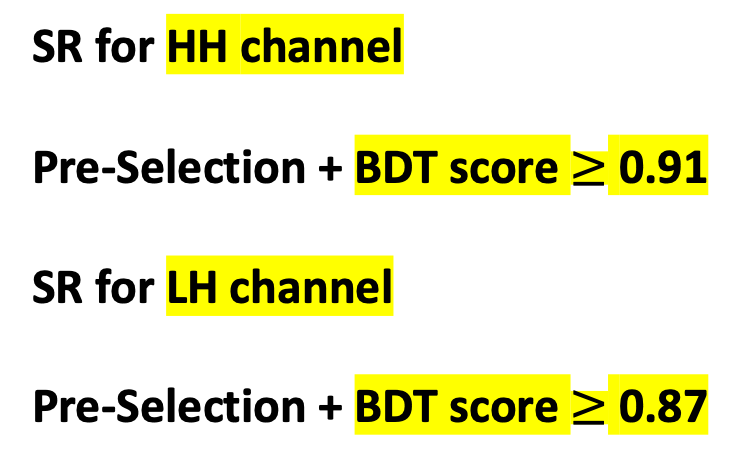 SR for HH channel
Pre-Selection + BDT score ≥ 0.91
SR for LH channel
Pre-Selection + BDT score ≥ 0.87